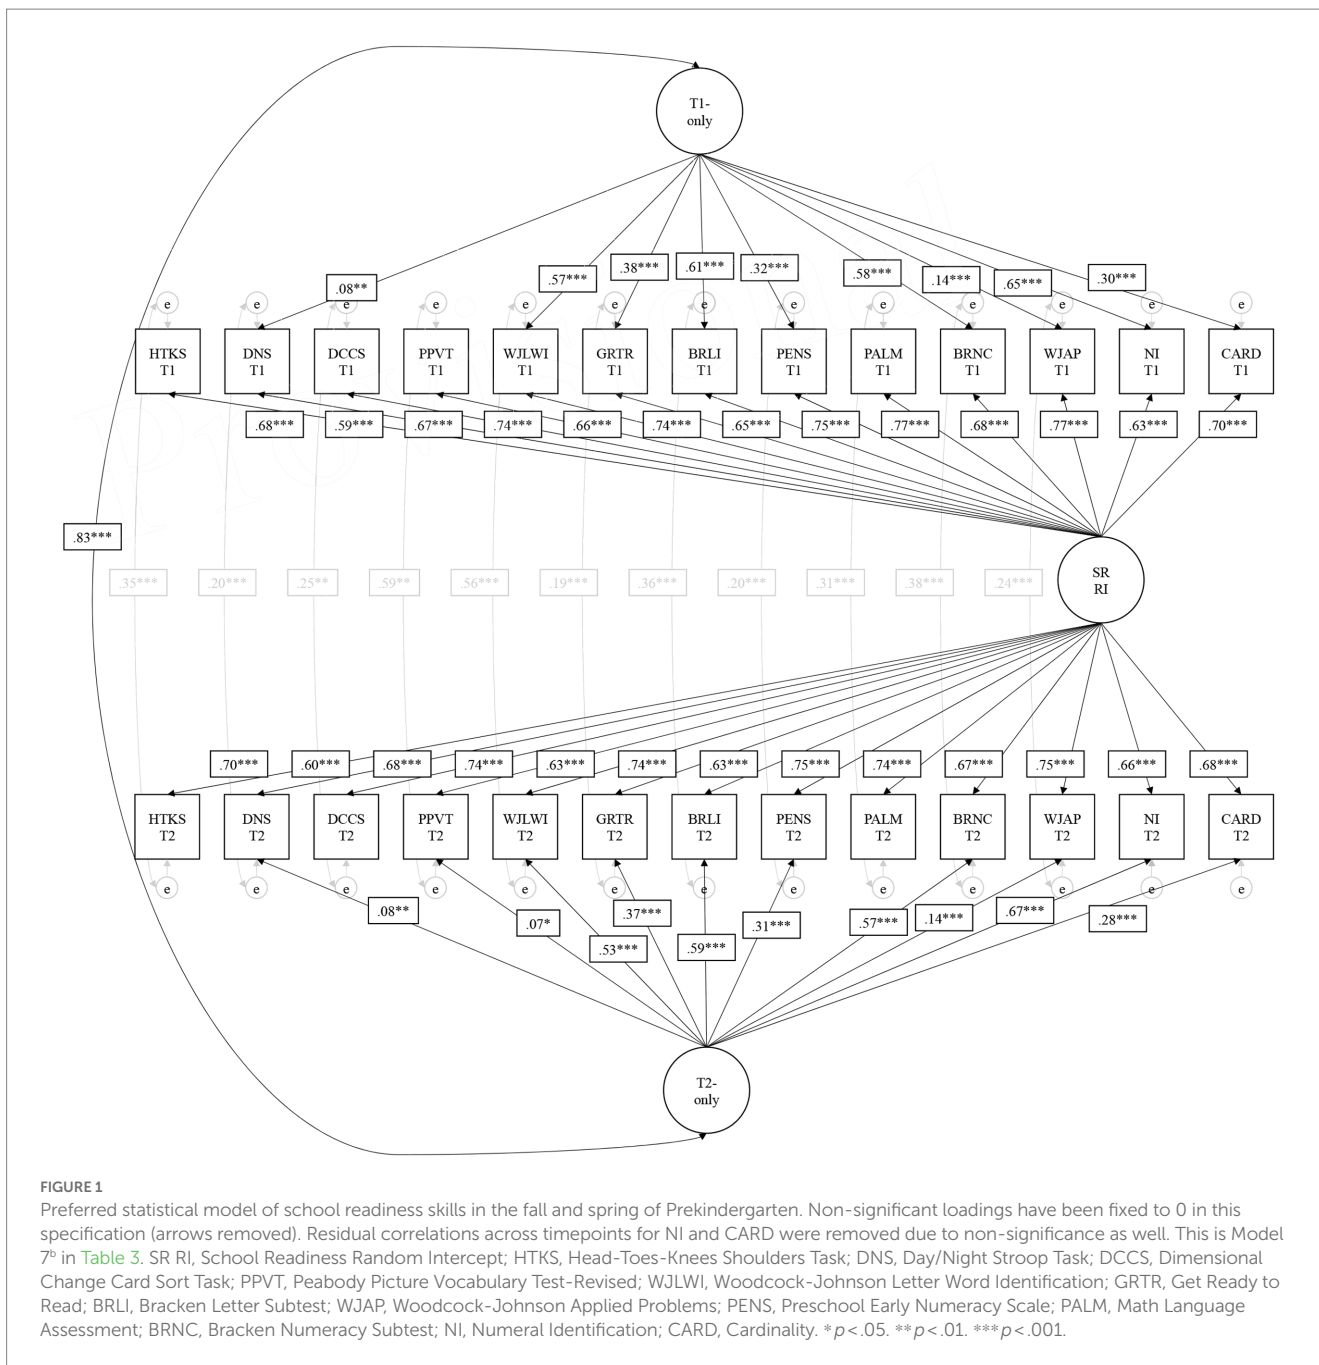 T1-
only
.08**
.57***
.38***
.61***
.32***
.58***
.14***
.65***
.30***
e
e
e
e
e
e
e
e
e
e
e
e
e
HTKS
T1
DNS
T1
DCCS
T1
PPVT
T1
WJLWI
T1
GRTR
T1
BRLI
T1
PENS
T1
PALM
T1
BRNC
T1
WJAP
T1
NI
T1
CARD
T1
.68***
.59***
.67***
.74***
.66***
.74***
.65***
.75***
.77***
.68***
.77***
.63***
.70***
.83***
.35***
.20***
.25**
.59**
.56***
.19***
.36***
.20***
.31***
.38***
.24***
SR
RI
.70***
.60***
.68***
.74***
.63***
.74***
.63***
.75***
.74***
.67***
.75***
.66***
.68***
HTKS
T2
DNS
T2
DCCS
T2
PPVT
T2
WJLWI
T2
GRTR
T2
BRLI
T2
PENS
T2
PALM
T2
BRNC
T2
WJAP
T2
NI
T2
CARD
T2
e
e
e
e
e
e
e
e
e
e
e
e
e
.08**
.07*
.53***
.37***
.59***
.31***
.57***
.14***
.67***
.28***
T2-
only
FIGURE 1
Preferred statistical model of school readiness skills in the fall and spring of Prekindergarten. Non-significant loadings have been fixed to 0 in this
specification (arrows removed). Residual correlations across timepoints for NI and CARD were removed due to non-significance as well. This is Model
7ᵇ in Table 3. SR RI, School Readiness Random Intercept; HTKS, Head-Toes-Knees Shoulders Task; DNS, Day/Night Stroop Task; DCCS, Dimensional
Change Card Sort Task; PPVT, Peabody Picture Vocabulary Test-Revised; WJLWI, Woodcock-Johnson Letter Word Identification; GRTR, Get Ready to
Read; BRLI, Bracken Letter Subtest; WJAP, Woodcock-Johnson Applied Problems; PENS, Preschool Early Numeracy Scale; PALM, Math Language
Assessment; BRNC, Bracken Numeracy Subtest; NI, Numeral Identification; CARD, Cardinality. *p<.05. **p<.01. ***p<.001.